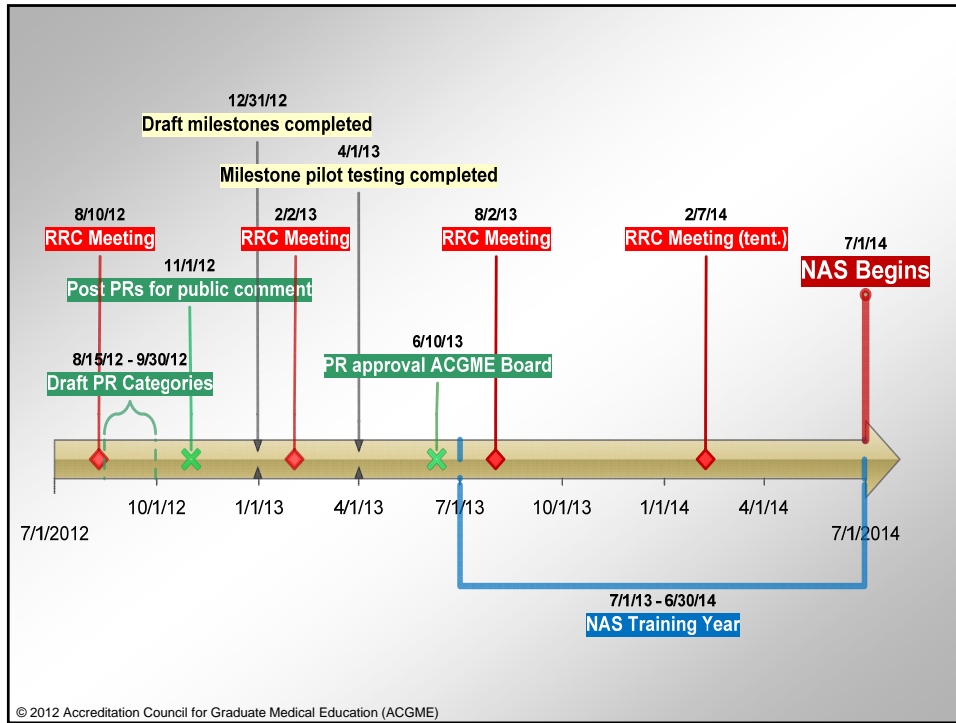 12/31/12
Draft milestones completed
4/1/13
Milestone pilot testing completed
8/10/12
RRC Meeting
2/2/13
RRC Meeting
8/2/13
RRC Meeting
2/7/14
RRC Meeting (tent.)
7/1/14
NAS Begins
11/1/12
Post PRs for public comment
8/15/12 - 9/30/12
Draft PR Categories
6/10/13
PR approval ACGME Board
7/1/2012
10/1/12
1/1/13
4/1/13
7/1/13
10/1/13
1/1/14
4/1/14
7/1/2014
7/1/13 - 6/30/14
NAS Training Year
© 2012 Accreditation Council for Graduate Medical Education (ACGME)